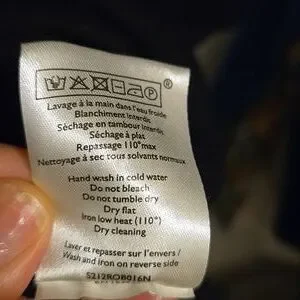 P
Lavage à la main dans l'eau froide
Blanchiment interdit
Séchage en tambour interdit
Séchage à plat
Repassage 110° max
Nettoyage à sec tous solvants normaux
Hand wash in cold water
Do not bleach
Do not tumble dry
Dry flat
Iron low heat (110°)
Dry cleaning
Laver et repasser sur l'envers /
Wash and iron on reverse side
S212ROB016N